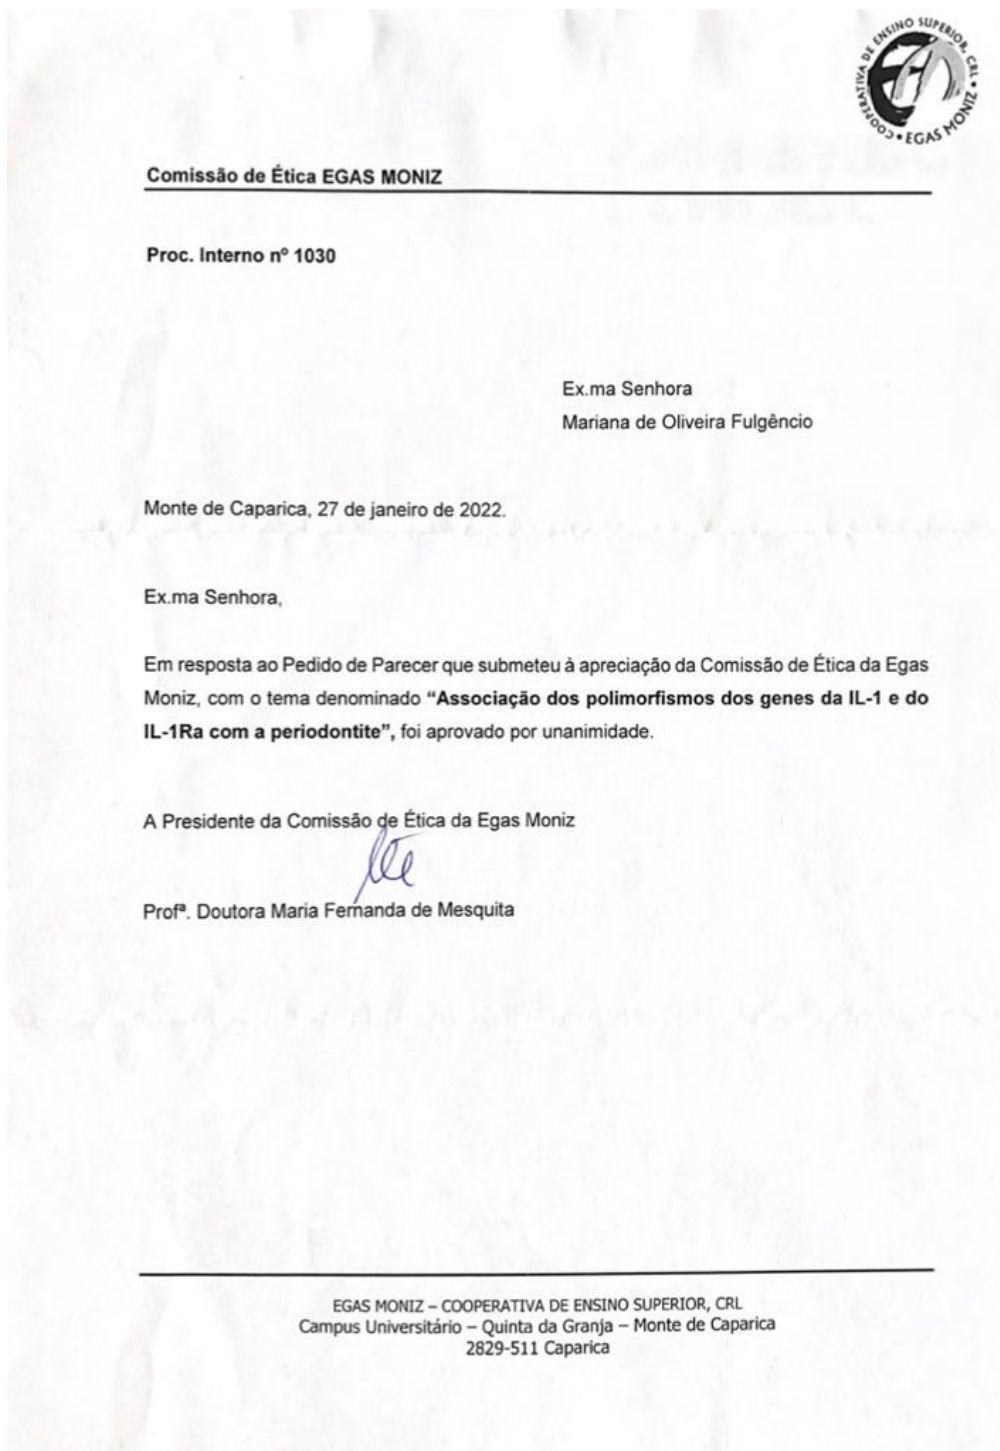 COOPERATIVA DE ENSINO SUPERIOR, CRL • EGAS MONIZ •
Comissão de Ética EGAS MONIZ
Proc. Interno nº 1030
Ex.ma Senhora
Mariana de Oliveira Fulgêncio
Monte de Caparica, 27 de janeiro de 2022.
Ex.ma Senhora,
Em resposta ao Pedido de Parecer que submeteu à apreciação da Comissão de Ética da Egas
Moniz, com o tema denominado “Associação dos polimorfismos dos genes da IL-1 e do
IL-1Ra com a periodontite”, foi aprovado por unanimidade.
A Presidente da Comissão de Ética da Egas Moniz
Profª. Doutora Maria Fernanda de Mesquita
EGAS MONIZ – COOPERATIVA DE ENSINO SUPERIOR, CRL
Campus Universitário – Quinta da Granja – Monte de Caparica
2829-511 Caparica